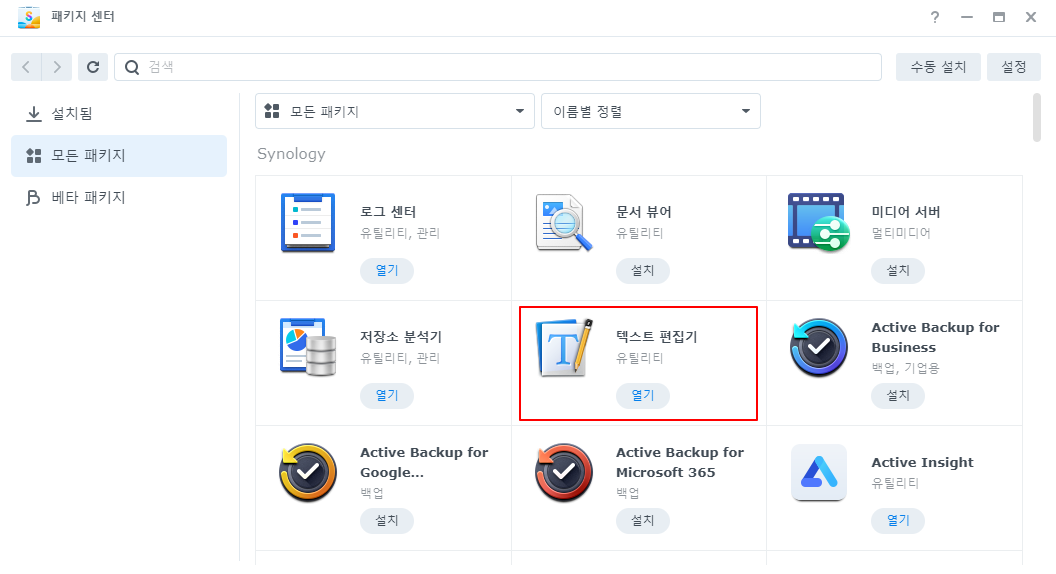 패키지 센터
검색
수동 설치
설정
설치됨
모든 패키지
베타 패키지
모든 패키지
이름별 정렬
Synology
로그 센터
유틸리티, 관리
열기
문서 뷰어
유틸리티
설치
미디어 서버
멀티미디어
설치
저장소 분석기
유틸리티, 관리
열기
텍스트 편집기
유틸리티
열기
Active Backup for
Business
백업, 기업용
설치
Active Backup for
Google...
백업
설치
Active Backup for
Microsoft 365
백업
설치
Active Insight
유틸리티
열기